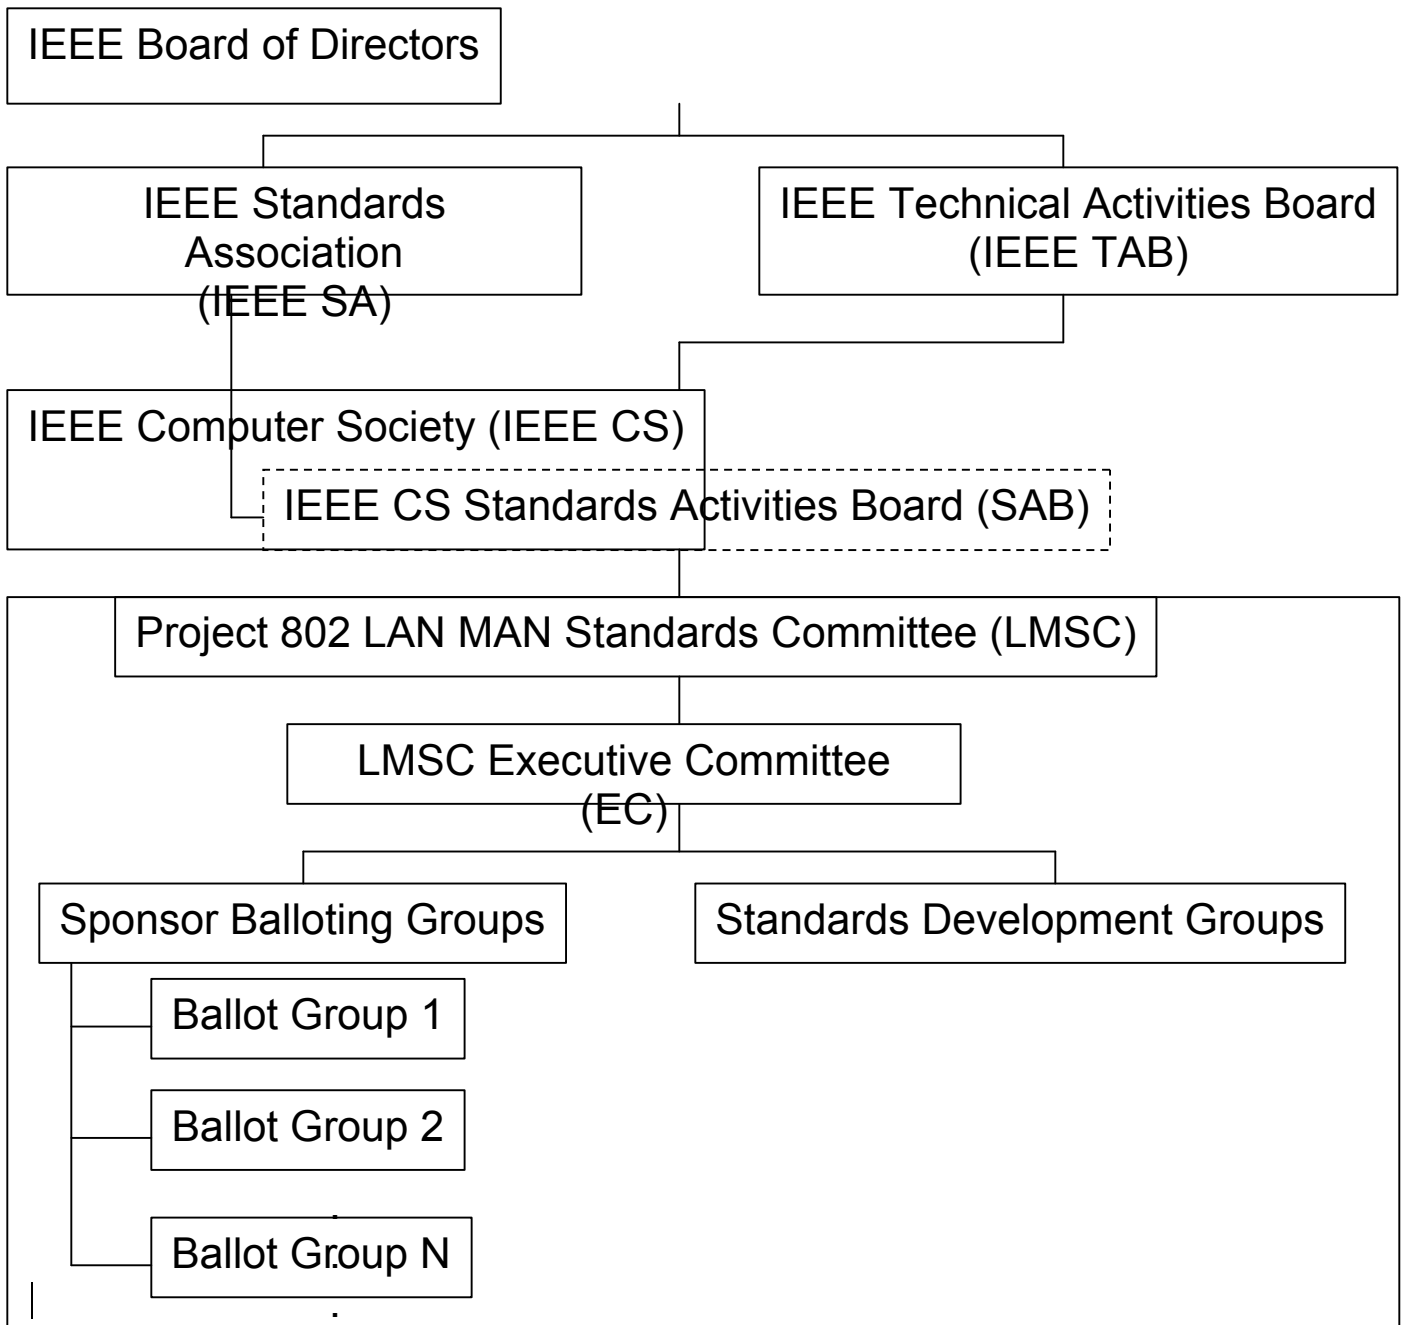 IEEE Board of Directors
IEEE Standards
Association
(IEEE SA)
IEEE Technical Activities Board
(IEEE TAB)
IEEE Computer Society (IEEE CS)
IEEE CS Standards Activities Board (SAB)
Project 802 LAN MAN Standards Committee (LMSC)
LMSC Executive Committee
(EC)
Sponsor Balloting Groups
Standards Development Groups
Ballot Group 1
Ballot Group 2
.
Ballot Group N
.
.